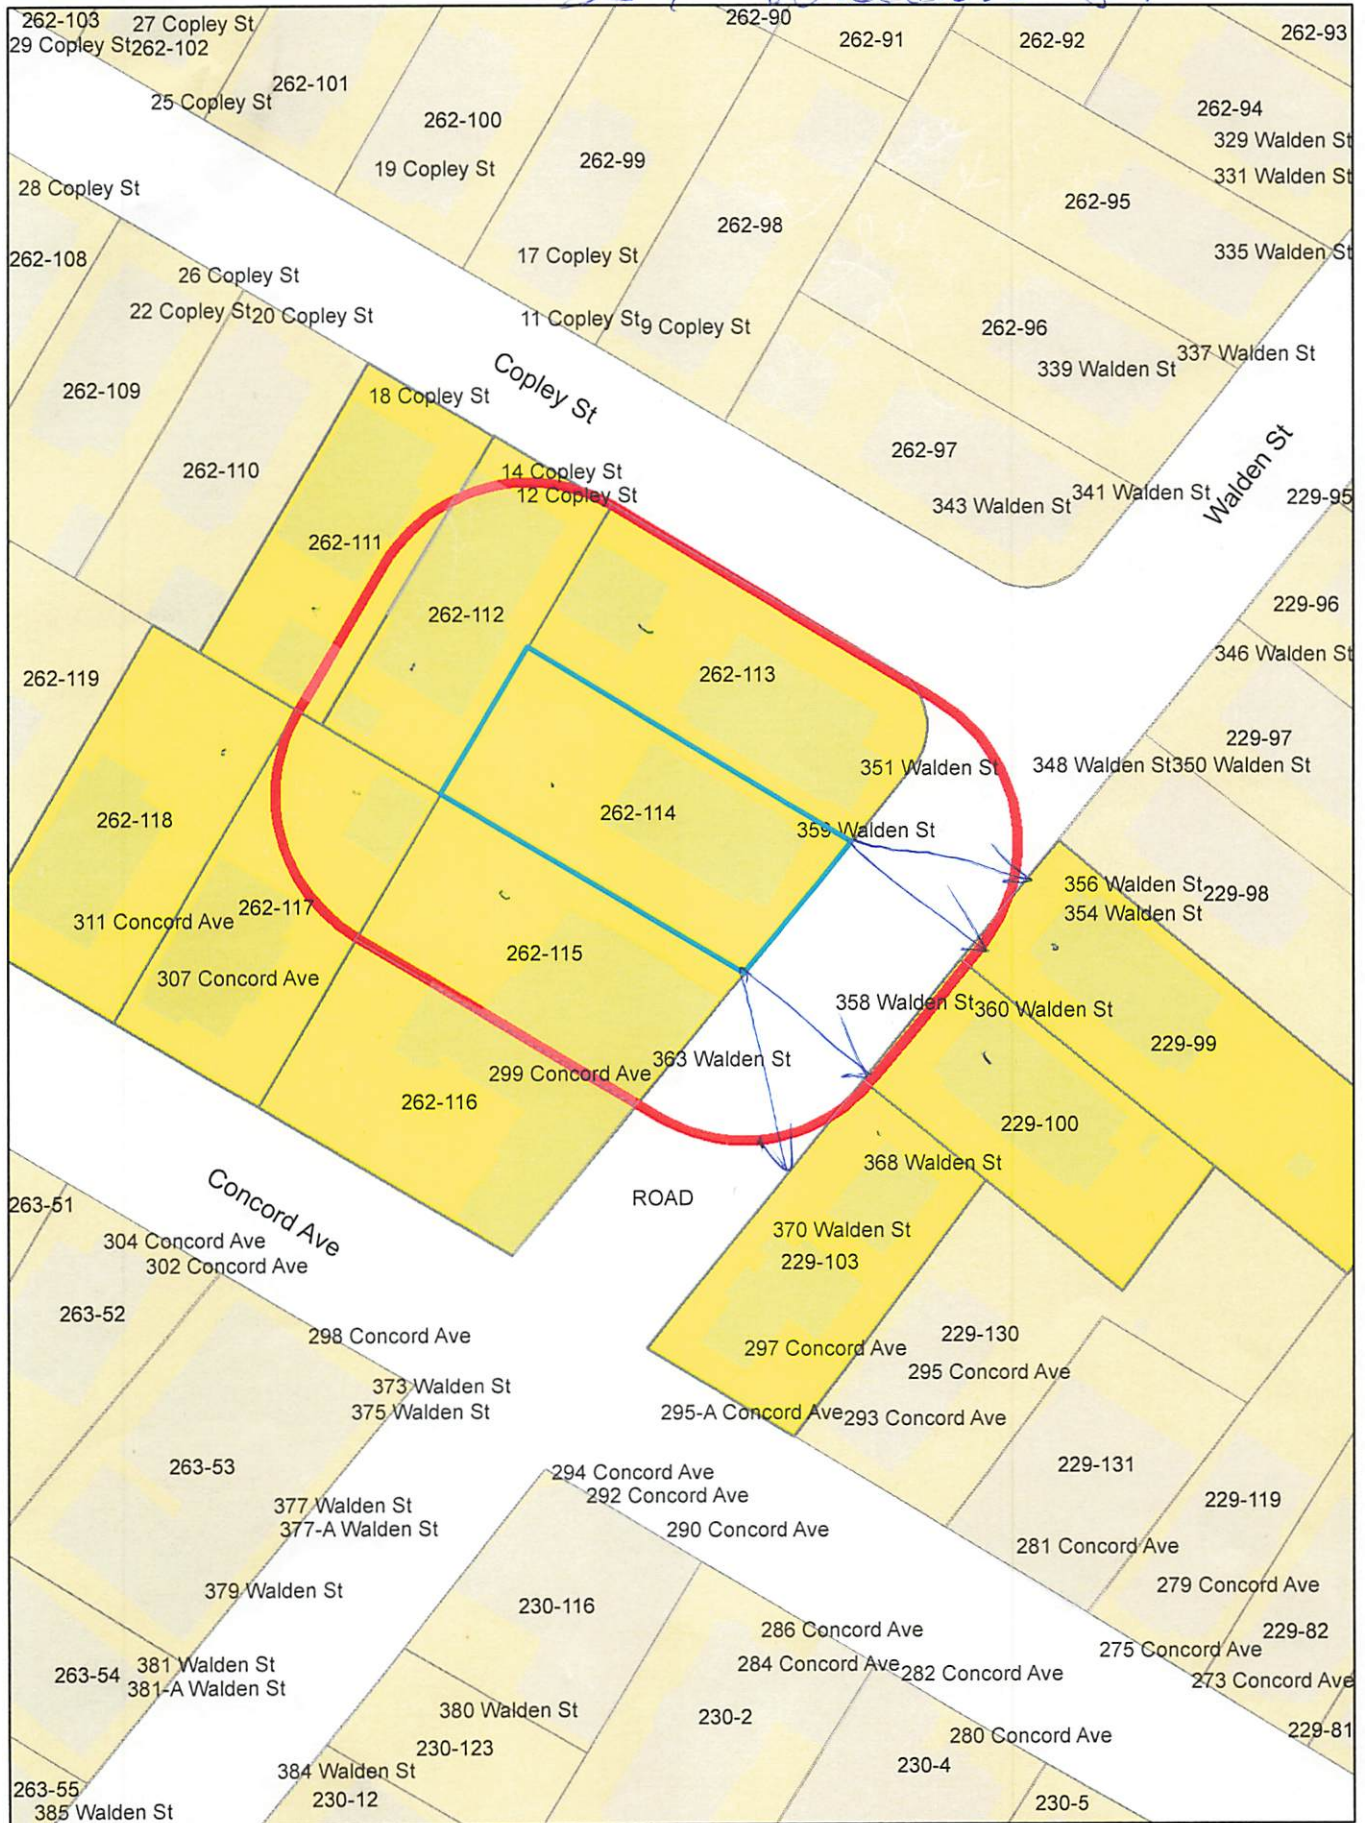 262-90
262-103
27 Copley St
262-93
29 Copley St
262-102
262-91
262-92
262-101
25 Copley St
262-94
262-100
329 Walden St
262-99
19 Copley St
331 Walden St
28 Copley St
262-95
262-98
335 Walden St
262-108
17 Copley St
26 Copley St
22 Copley St
20 Copley St
11 Copley St
9 Copley St
262-96
337 Walden St
339 Walden St
262-109
18 Copley St
Copley St
262-97
262-110
14 Copley St
12 Copley St
341 Walden St
343 Walden St
Walden St
229-95
262-111
262-112
229-96
346 Walden St
262-119
262-113
229-97
351 Walden St
348 Walden St
350 Walden St
262-118
262-114
359 Walden St
356 Walden St
229-98
354 Walden St
262-117
311 Concord Ave
262-115
307 Concord Ave
358 Walden St
360 Walden St
229-99
363 Walden St
299 Concord Ave
262-116
229-100
368 Walden St
ROAD
263-51
Concord Ave
304 Concord Ave
302 Concord Ave
370 Walden St
229-103
263-52
298 Concord Ave
229-130
297 Concord Ave
295 Concord Ave
373 Walden St
375 Walden St
295-A Concord Ave
293 Concord Ave
263-53
294 Concord Ave
229-131
292 Concord Ave
229-119
377 Walden St
377-A Walden St
290 Concord Ave
281 Concord Ave
379 Walden St
279 Concord Ave
230-116
286 Concord Ave
229-82
275 Concord Ave
263-54
381 Walden St
381-A Walden St
284 Concord Ave
282 Concord Ave
273 Concord Ave
380 Walden St
230-2
229-81
280 Concord Ave
230-123
230-4
384 Walden St
263-55
385 Walden St
230-12
230-5